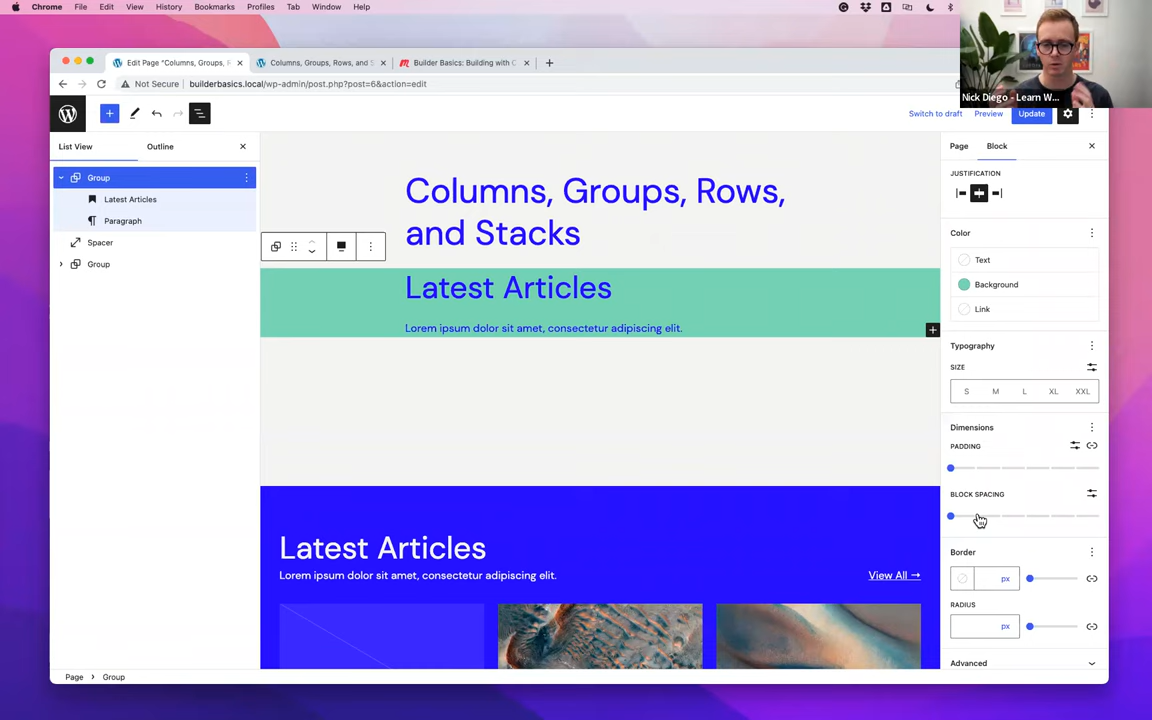 Chrome File Edit View History Bookmarks Profiles Tab Window Help
Edit Page "Columns, Groups, R
Columns, Groups, Rows, and S
Builder Basics: Building with C
Not Secure builderbasics.local/wp-admin/post.php?post=6&action=edit
Nick Diego - Learn W...
Switch to draft Preview Update
List View Outline
Page Block
Group
Latest Articles
Paragraph
Spacer
Group
Columns, Groups, Rows,
and Stacks
Latest Articles
Lorem ipsum dolor sit amet, consectetur adipiscing elit.
Latest Articles
Lorem ipsum dolor sit amet, consectetur adipiscing elit.
View All →
JUSTIFICATION
Color
Text
Background
Link
Typography
SIZE
S M L XL XXL
Dimensions
PADDING
BLOCK SPACING
Border
px
RADIUS
px
Advanced
Page > Group